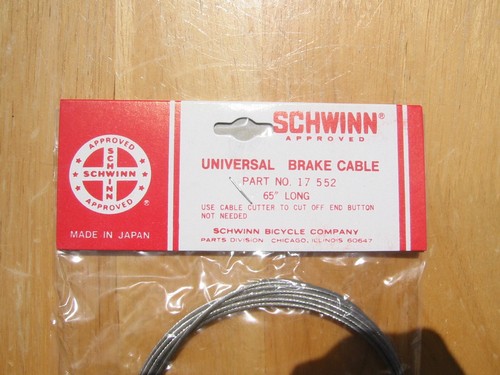 APPROVED
SCHWINN
SCHWINN
APPROVED
®
MADE IN JAPAN
SCHWINN®
APPROVED
UNIVERSAL BRAKE CABLE
PART NO. 17 552
65" LONG
USE CABLE CUTTER TO CUT OFF END BUTTON
NOT NEEDED
SCHWINN BICYCLE COMPANY
PARTS DIVISION CHICAGO, ILLINOIS 60647